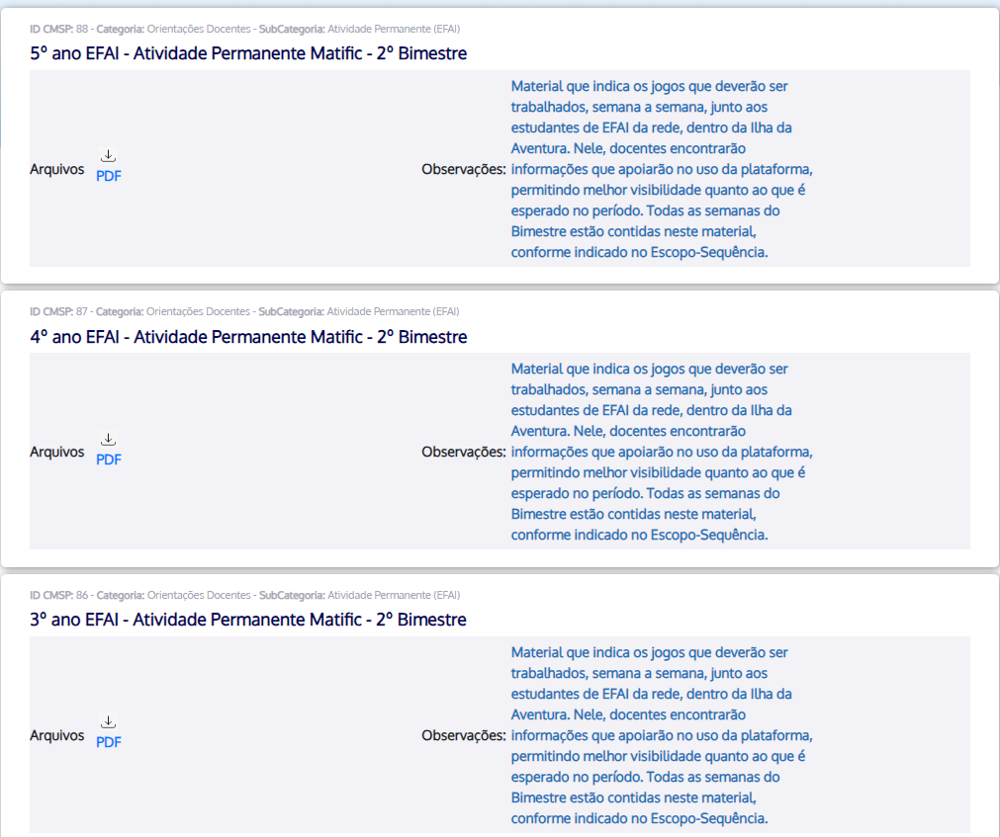 ID CMSP: 88 - Categoria: Orientações Docentes - SubCategoria: Atividade Permanente (EFAI)
5º ano EFAI - Atividade Permanente Matific - 2º Bimestre
Arquivos
PDF
Observações:
Material que indica os jogos que deverão ser
trabalhados, semana a semana, junto aos
estudantes de EFAI da rede, dentro da Ilha da
Aventura. Nele, docentes encontrarão
informações que apoiarão no uso da plataforma,
permitindo melhor visibilidade quanto ao que é
esperado no período. Todas as semanas do
Bimestre estão contidas neste material,
conforme indicado no Escopo-Sequência.
ID CMSP: 87 - Categoria: Orientações Docentes - SubCategoria: Atividade Permanente (EFAI)
4º ano EFAI - Atividade Permanente Matific - 2º Bimestre
Arquivos
PDF
Observações:
Material que indica os jogos que deverão ser
trabalhados, semana a semana, junto aos
estudantes de EFAI da rede, dentro da Ilha da
Aventura. Nele, docentes encontrarão
informações que apoiarão no uso da plataforma,
permitindo melhor visibilidade quanto ao que é
esperado no período. Todas as semanas do
Bimestre estão contidas neste material,
conforme indicado no Escopo-Sequência.
ID CMSP: 86 - Categoria: Orientações Docentes - SubCategoria: Atividade Permanente (EFAI)
3º ano EFAI - Atividade Permanente Matific - 2º Bimestre
Arquivos
PDF
Observações:
Material que indica os jogos que deverão ser
trabalhados, semana a semana, junto aos
estudantes de EFAI da rede, dentro da Ilha da
Aventura. Nele, docentes encontrarão
informações que apoiarão no uso da plataforma,
permitindo melhor visibilidade quanto ao que é
esperado no período. Todas as semanas do
Bimestre estão contidas neste material,
conforme indicado no Escopo-Sequência.